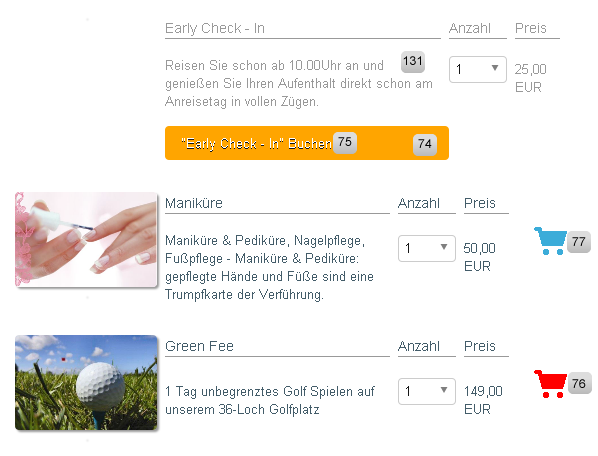 Early Check - In Anzahl Preis
Reisen Sie schon ab 10.00Uhr an und 131 1 25,00
genießen Sie Ihren Aufenthalt direkt schon am EUR
Anreisetag in vollen Zügen.
"Early Check - In" Buchen 75 74
Maniküre Anzahl Preis
Maniküre & Pediküre, Nagelpflege, 1 50,00 77
Fußpflege - Maniküre & Pediküre: EUR
gepflegte Hände und Füße sind eine
Trumpfkarte der Verführung.
Green Fee Anzahl Preis
1 Tag unbegrenztes Golf Spielen auf 1 149,00 76
unserem 36-Loch Golfplatz EUR